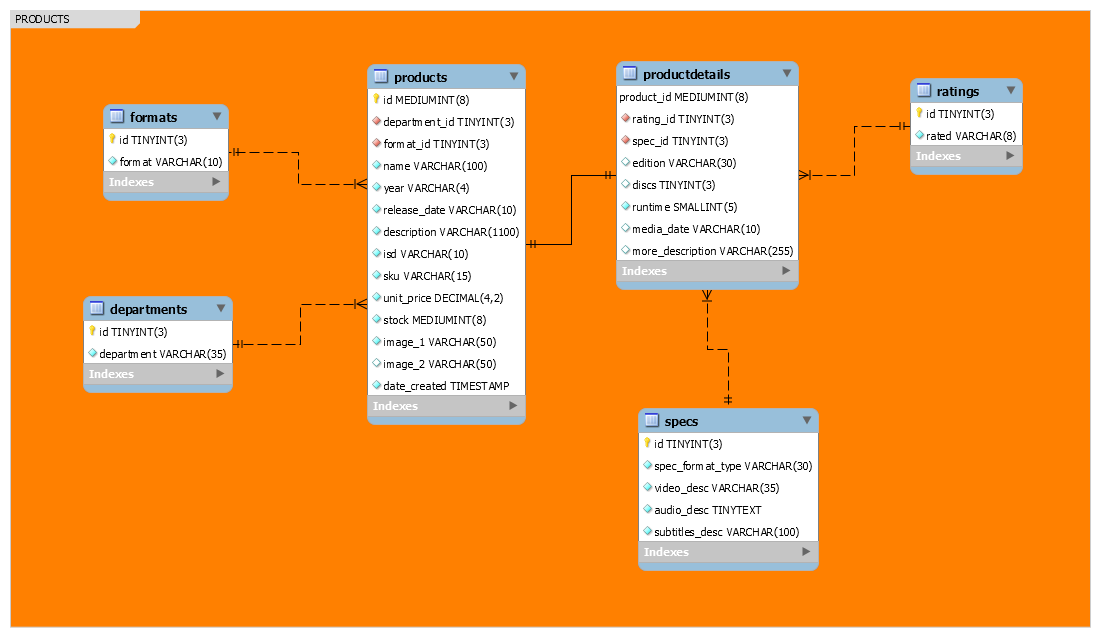 PRODUCTS
formats
id TINYINT(3)
format VARCHAR(10)
Indexes
departments
id TINYINT(3)
department VARCHAR(35)
Indexes
products
id MEDIUMINT(8)
department_id TINYINT(3)
format_id TINYINT(3)
name VARCHAR(100)
year VARCHAR(4)
release_date VARCHAR(10)
description VARCHAR(1100)
isd VARCHAR(10)
sku VARCHAR(15)
unit_price DECIMAL(4,2)
stock MEDIUMINT(8)
image_1 VARCHAR(50)
image_2 VARCHAR(50)
date_created TIMESTAMP
Indexes
productdetails
product_id MEDIUMINT(8)
rating_id TINYINT(3)
spec_id TINYINT(3)
edition VARCHAR(30)
discs TINYINT(3)
runtime SMALLINT(5)
media_date VARCHAR(10)
more_description VARCHAR(255)
Indexes
ratings
id TINYINT(3)
rated VARCHAR(8)
Indexes
specs
id TINYINT(3)
spec_format_type VARCHAR(30)
video_desc VARCHAR(35)
audio_desc TINYTEXT
subtitles_desc VARCHAR(100)
Indexes